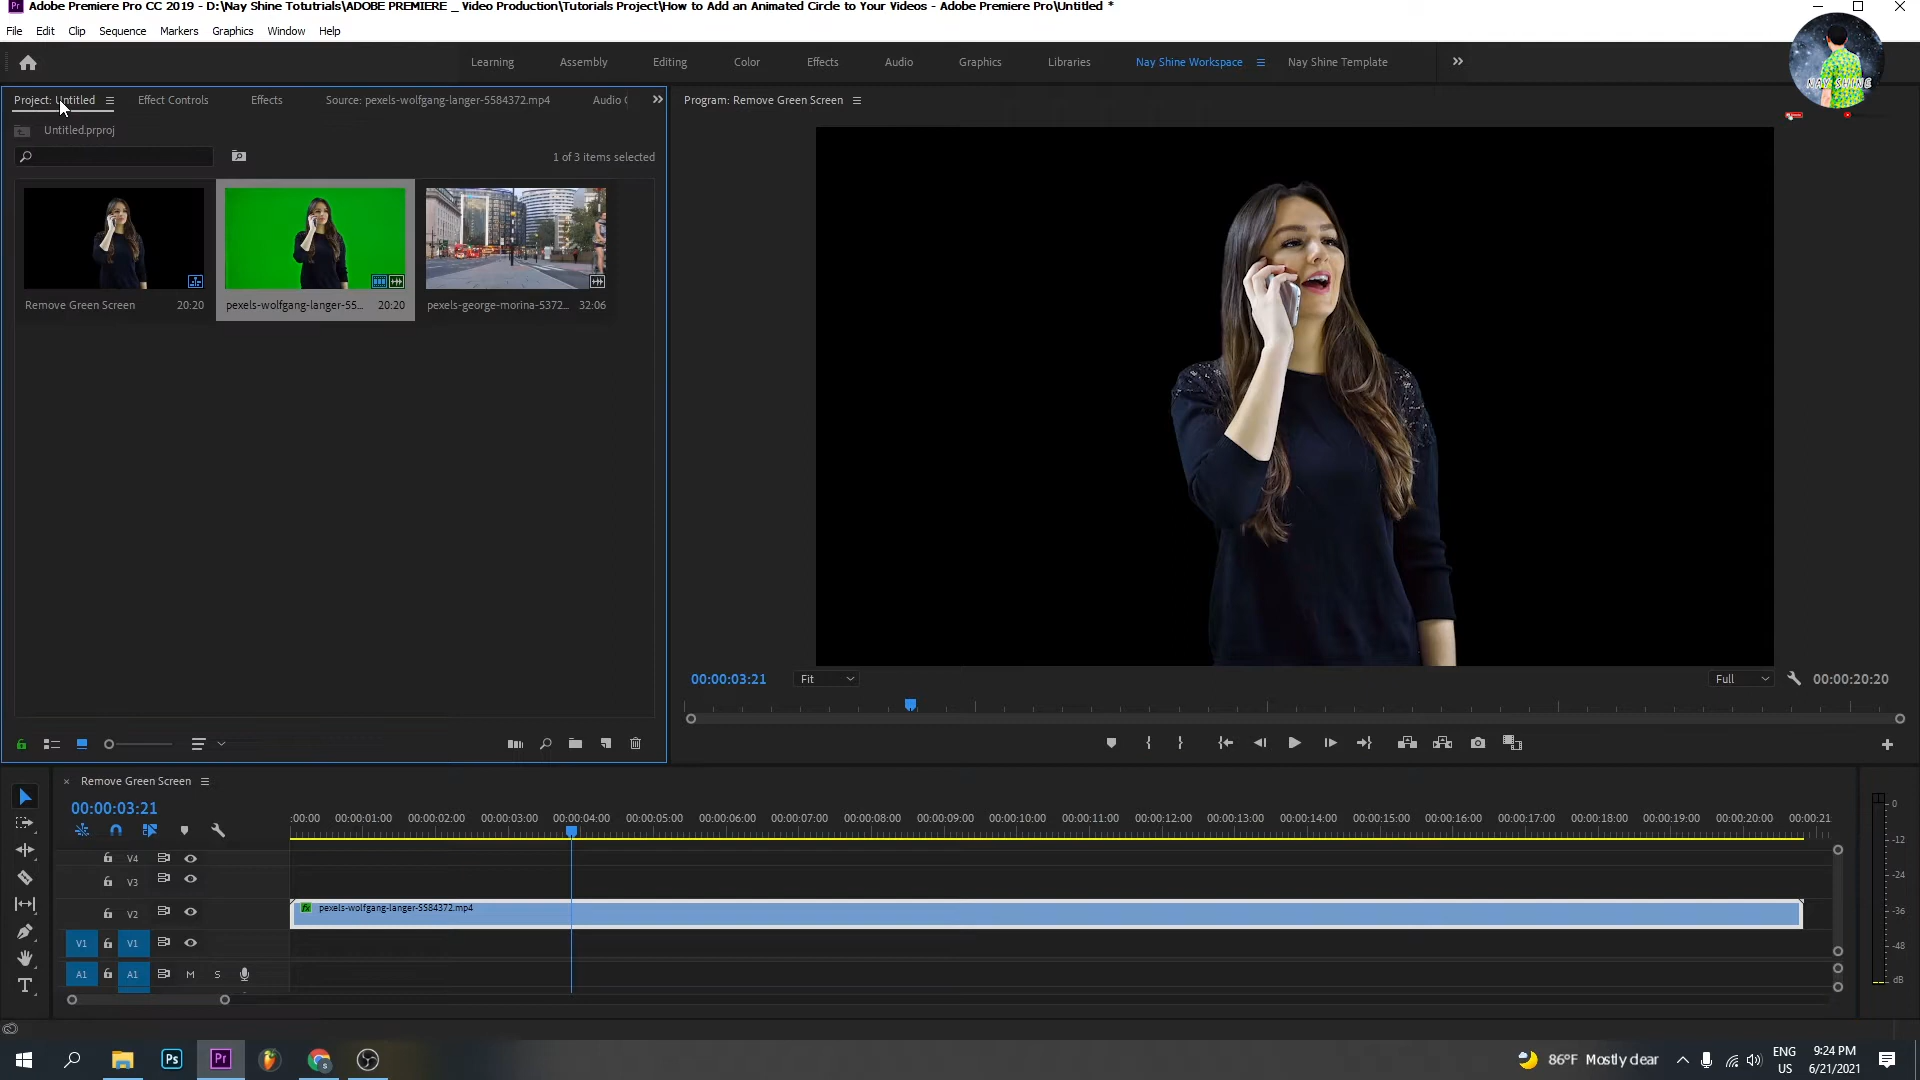 Adobe Premiere Pro CC 2019 - D:\Nay Shine Totutrials\ADOBE PREMIERE _ Video Production\Tutorials Project\How to Add an Animated Circle to Your Videos - Adobe Premiere Pro\Untitled *
File Edit Clip Sequence Markers Graphics Window Help
Learning Assembly Editing Color Effects Audio Graphics Libraries Nay Shine Workspace Nay Shine Template
NAY SHINE
Project: Untitled Effect Controls Effects Source: pexels-wolfgang-langer-5584372.mp4 Audio Program: Remove Green Screen
Untitled.prproj
1 of 3 items selected
Remove Green Screen 20:20 pexels-wolfgang-langer-55... 20:20 pexels-george-morina-5372... 32:06
00:00:03:21 Fit Full 00:00:20:20
Remove Green Screen
00:00:03:21
:00:00 00:00:01:00 00:00:02:00 00:00:03:00 00:00:04:00 00:00:05:00 00:00:06:00 00:00:07:00 00:00:08:00 00:00:09:00 00:00:10:00 00:00:11:00 00:00:12:00 00:00:13:00 00:00:14:00 00:00:15:00 00:00:16:00 00:00:17:00 00:00:18:00 00:00:19:00 00:00:20:00 00:00:21
V4
V3
V2 pexels-wolfgang-langer-5584372.mp4
V1 V1
A1 A1 M S
0
-12
-24
-36
-48
dB
Ps Pr 86°F Mostly clear ENG US 9:24 PM 6/21/2021